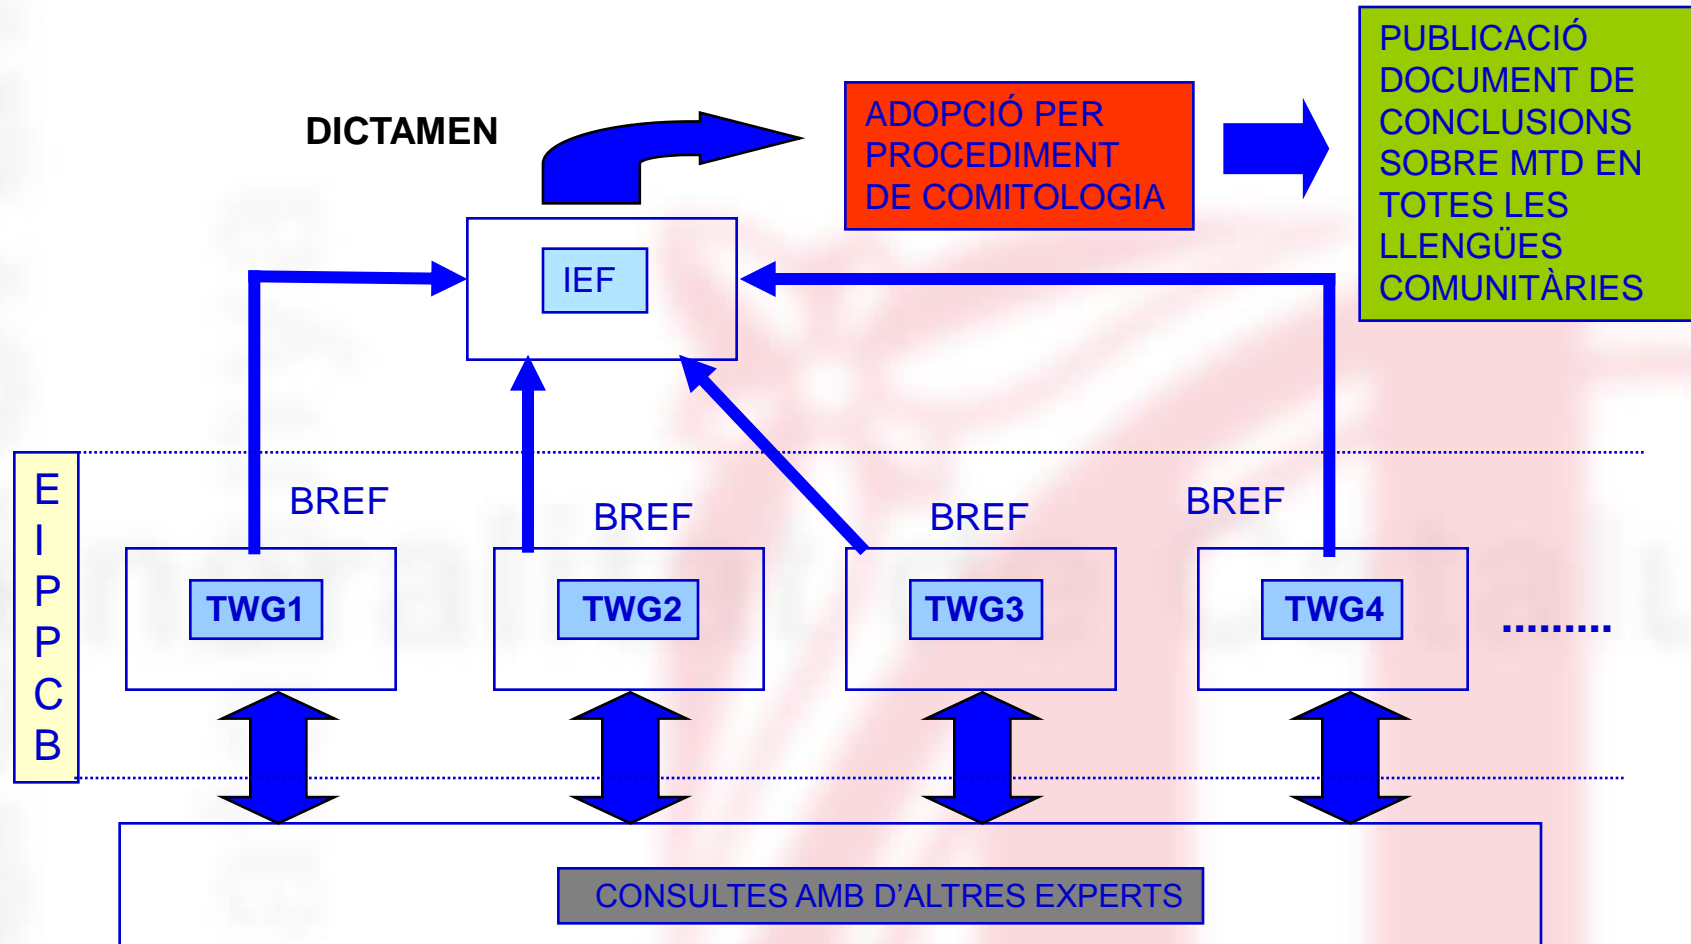 DICTAMEN
ADOPCIÓ PER
PROCEDIMENT
DE COMITOLOGIA
PUBLICACIÓ
DOCUMENT DE
CONCLUSIONS
SOBRE MTD EN
TOTES LES
LLENGÜES
COMUNITÀRIES
IEF
E
I
P
P
C
B
BREF
BREF
BREF
BREF
TWG1
TWG2
TWG3
TWG4
.........
CONSULTES AMB D'ALTRES EXPERTS